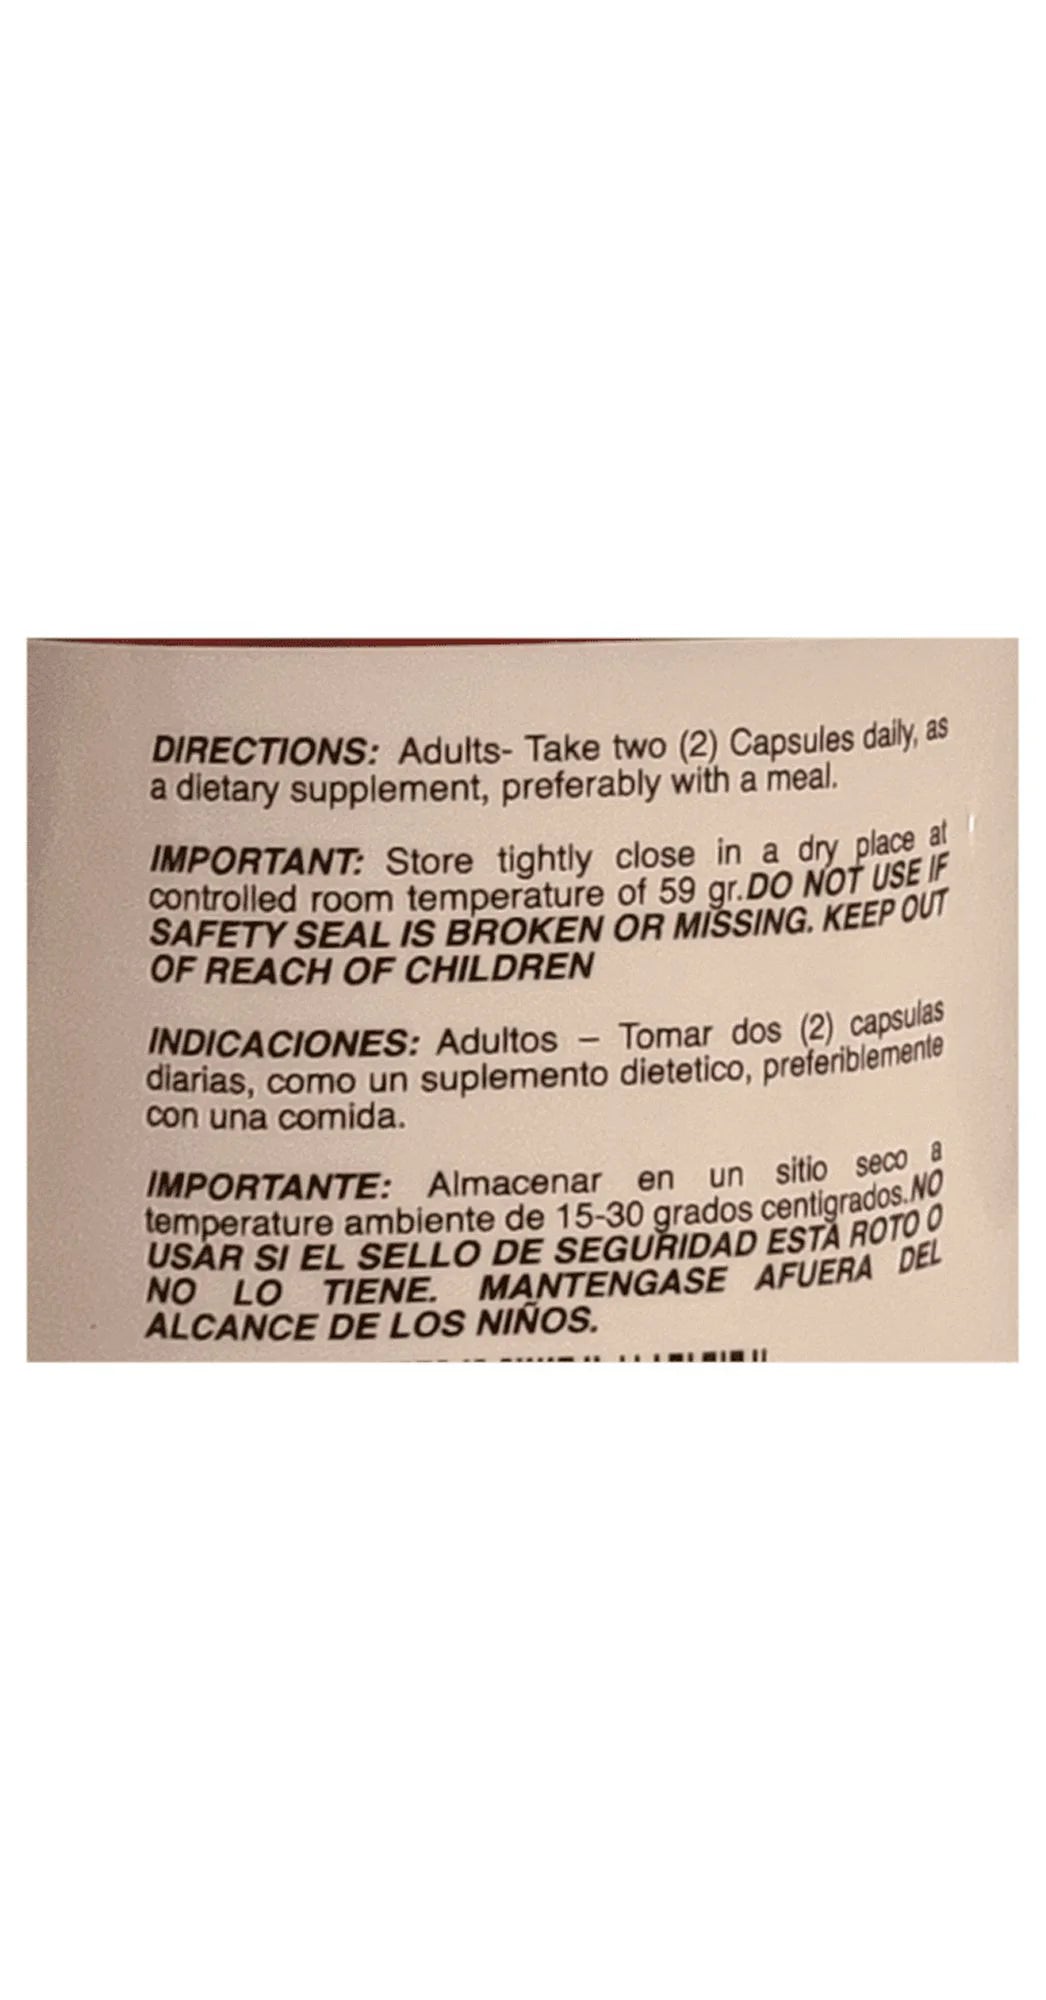 DIRECTIONS: Adults- Take two (2) Capsules daily, as
a dietary supplement, preferably with a meal.
IMPORTANT: Store tightly close in a dry place at
controlled room temperature of 59 gr.DO NOT USE IF
SAFETY SEAL IS BROKEN OR MISSING. KEEP OUT
OF REACH OF CHILDREN
INDICACIONES: Adultos – Tomar dos (2) capsulas
diarias, como un suplemento dietetico, preferiblemente
con una comida.
IMPORTANTE: Almacenar en un sitio seco a
temperature ambiente de 15-30 grados centigrados.NO
USAR SI EL SELLO DE SEGURIDAD ESTÁ ROTO O
NO LO TIENE. MANTENGASE AFUERA DEL
ALCANCE DE LOS NIÑOS.